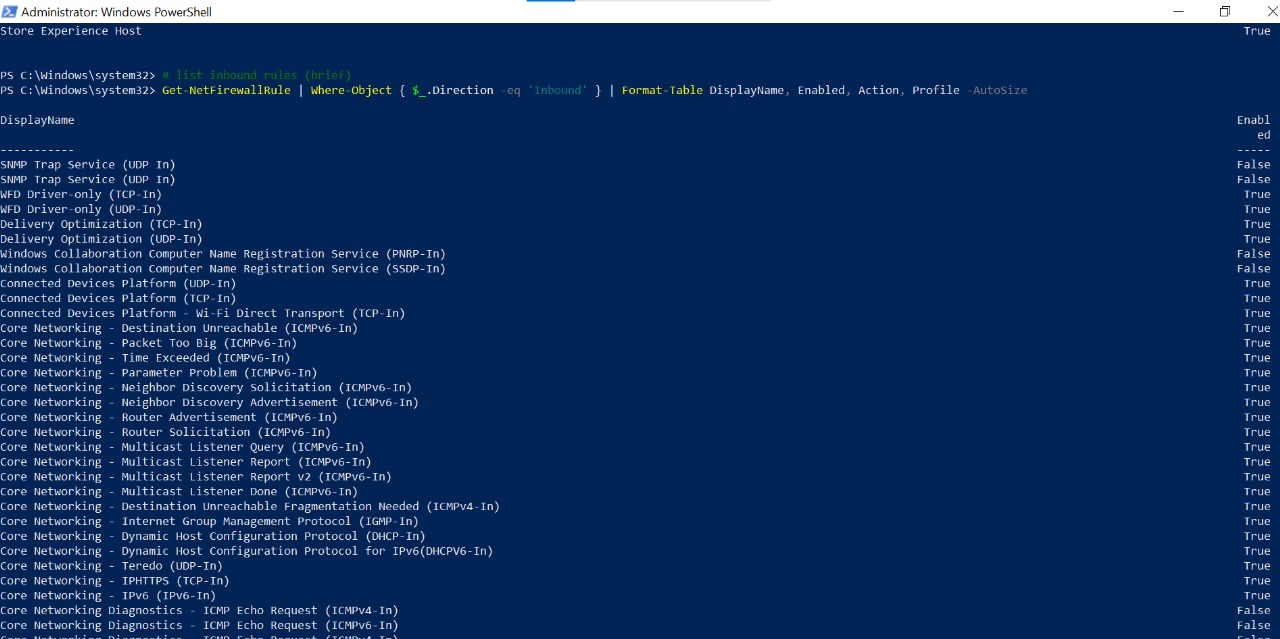 Administrator: Windows PowerShell
Store Experience Host True
PS C:\Windows\system32> # list inbound rules (brief)
PS C:\Windows\system32> Get-NetFirewallRule | Where-Object { $_.Direction -eq 'Inbound' } | Format-Table DisplayName, Enabled, Action, Profile -AutoSize
DisplayName Enabl
ed
----------- -----
SNMP Trap Service (UDP In) False
SNMP Trap Service (UDP In) False
WFD Driver-only (TCP-In) True
WFD Driver-only (UDP-In) True
Delivery Optimization (TCP-In) True
Delivery Optimization (UDP-In) True
Windows Collaboration Computer Name Registration Service (PNRP-In) False
Windows Collaboration Computer Name Registration Service (SSDP-In) False
Connected Devices Platform (UDP-In) True
Connected Devices Platform (TCP-In) True
Connected Devices Platform - Wi-Fi Direct Transport (TCP-In) True
Core Networking - Destination Unreachable (ICMPv6-In) True
Core Networking - Packet Too Big (ICMPv6-In) True
Core Networking - Time Exceeded (ICMPv6-In) True
Core Networking - Parameter Problem (ICMPv6-In) True
Core Networking - Neighbor Discovery Solicitation (ICMPv6-In) True
Core Networking - Neighbor Discovery Advertisement (ICMPv6-In) True
Core Networking - Router Advertisement (ICMPv6-In) True
Core Networking - Router Solicitation (ICMPv6-In) True
Core Networking - Multicast Listener Query (ICMPv6-In) True
Core Networking - Multicast Listener Report (ICMPv6-In) True
Core Networking - Multicast Listener Report v2 (ICMPv6-In) True
Core Networking - Multicast Listener Done (ICMPv6-In) True
Core Networking - Destination Unreachable Fragmentation Needed (ICMPv4-In) True
Core Networking - Internet Group Management Protocol (IGMP-In) True
Core Networking - Dynamic Host Configuration Protocol (DHCP-In) True
Core Networking - Dynamic Host Configuration Protocol for IPv6(DHCPV6-In) True
Core Networking - Teredo (UDP-In) True
Core Networking - IPHTTPS (TCP-In) True
Core Networking - IPv6 (IPv6-In) True
Core Networking Diagnostics - ICMP Echo Request (ICMPv4-In) False
Core Networking Diagnostics - ICMP Echo Request (ICMPv6-In) False